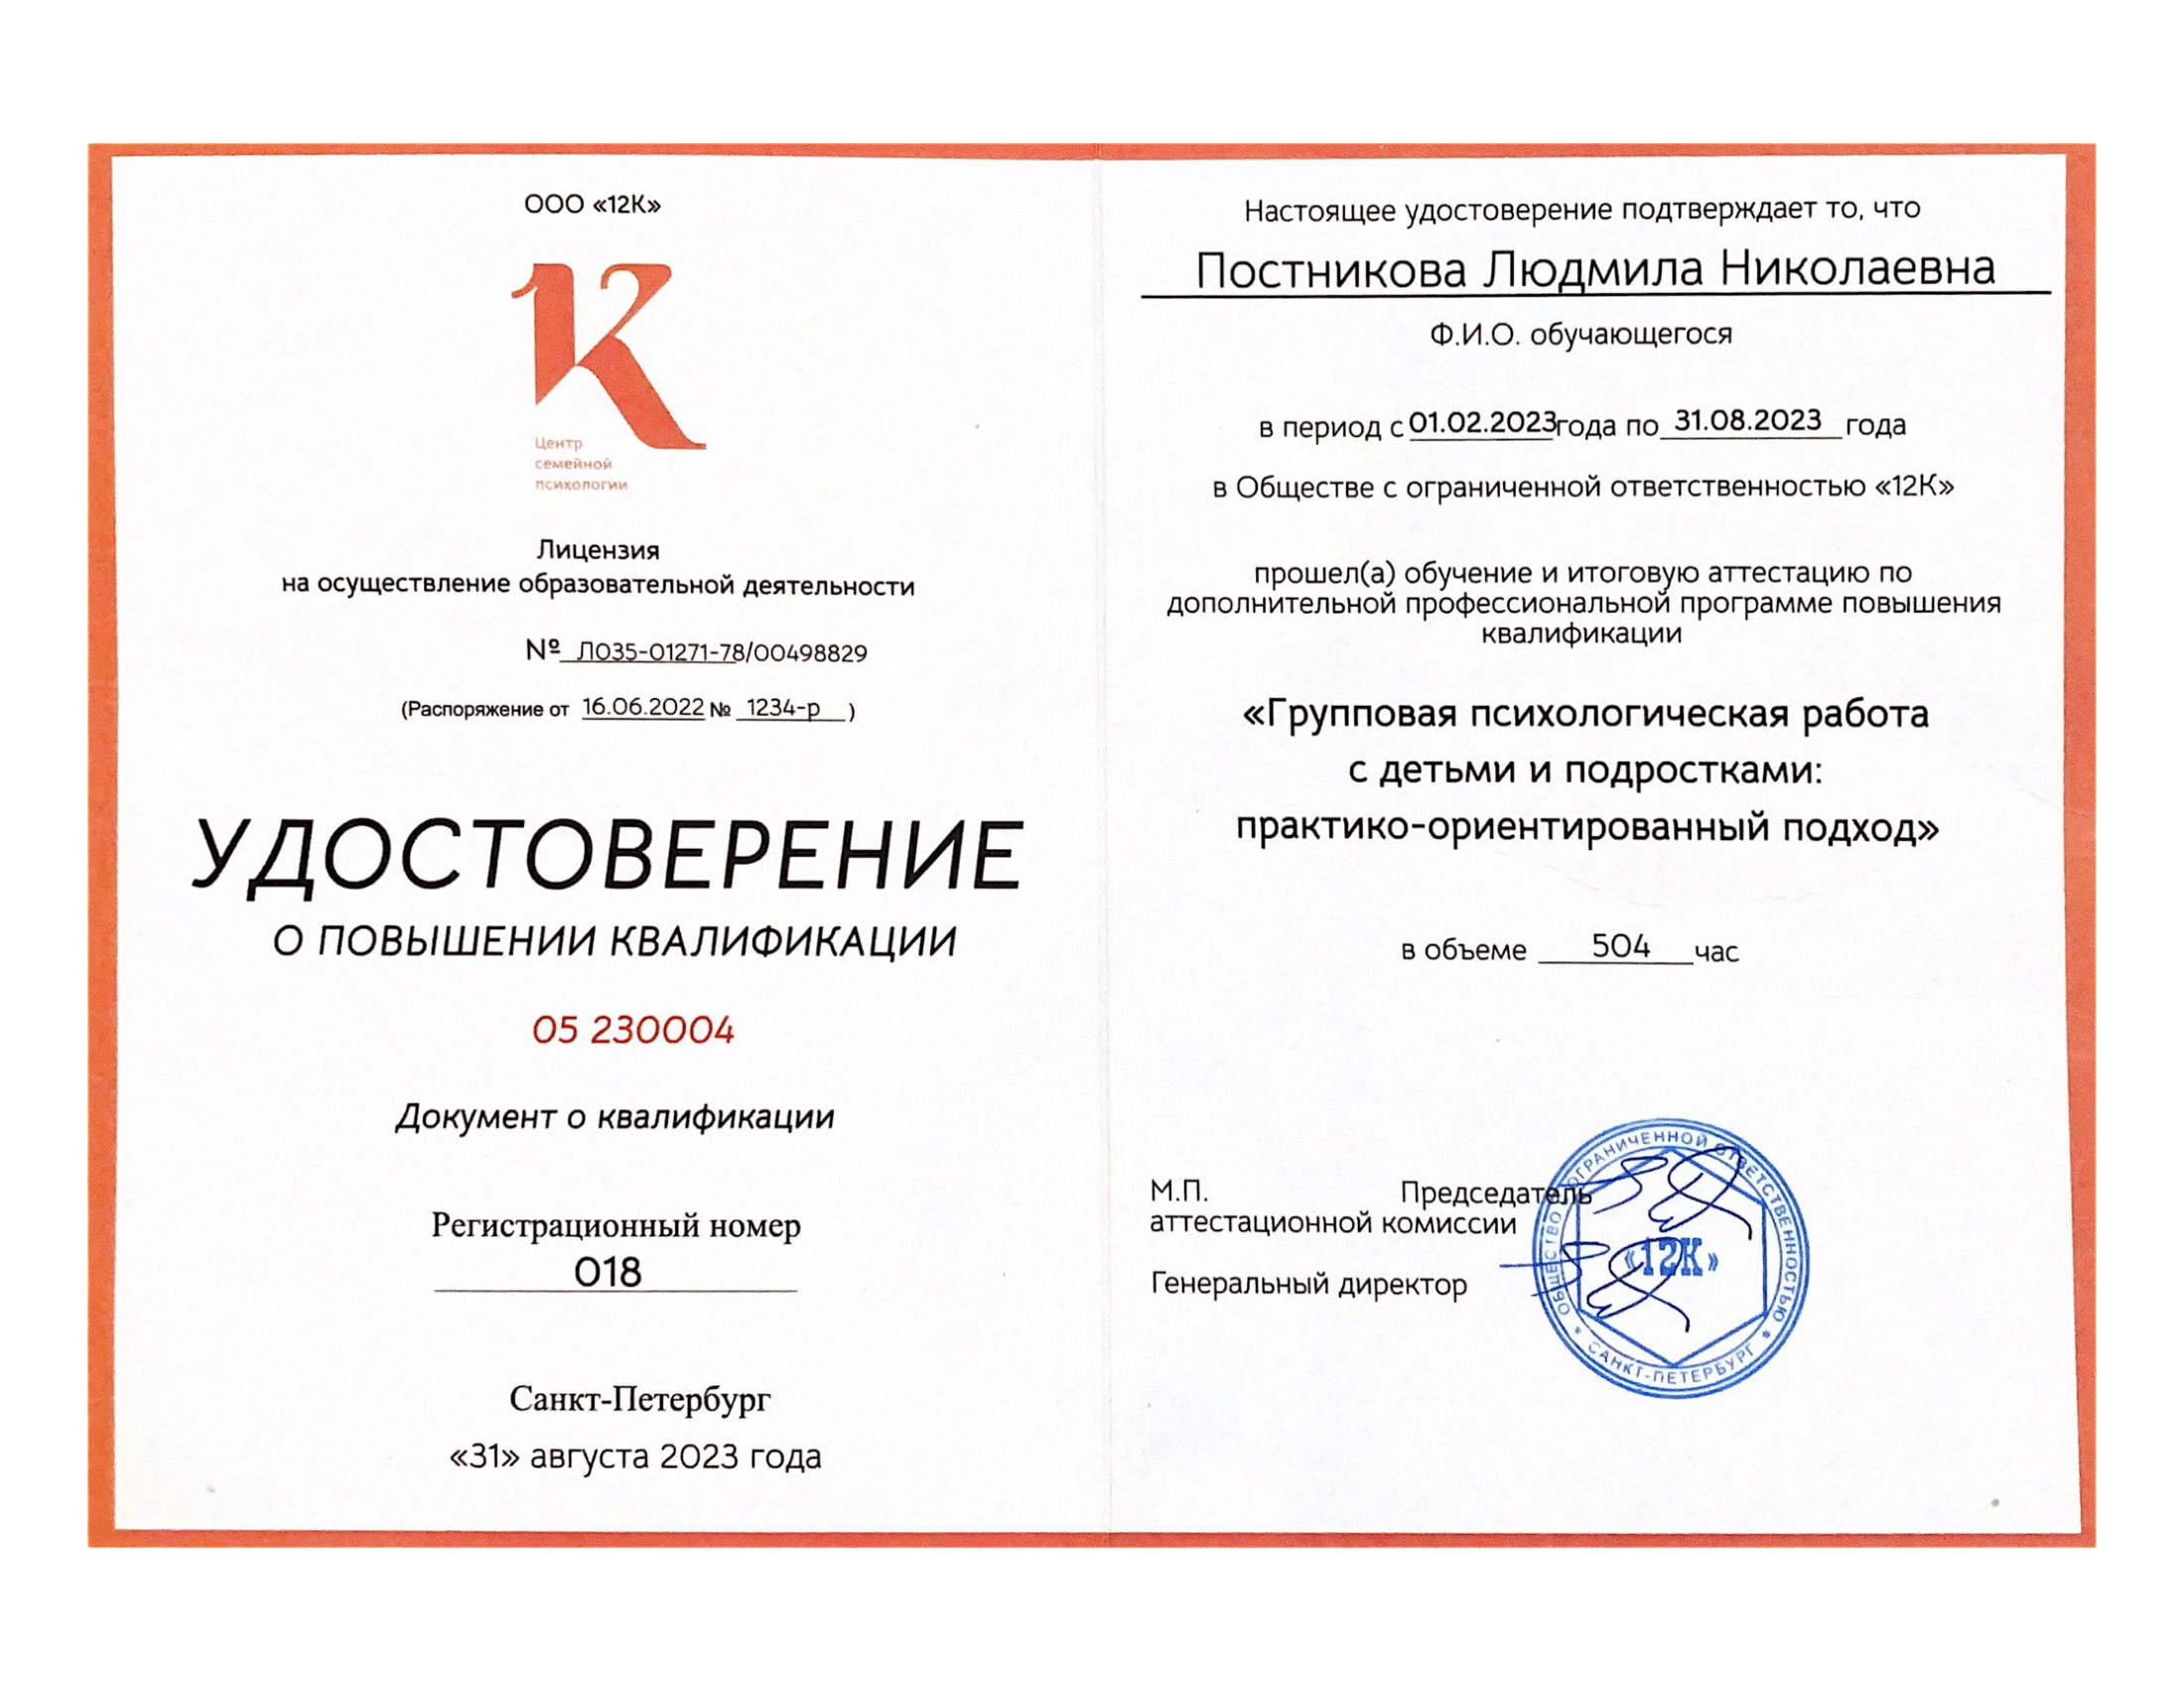 ООО «12К»
12К
Центр
семейной
психологии
Лицензия
на осуществление образовательной деятельности
№ Л035-01271-78/00498829
(Распоряжение от 16.06.2022 № 1234-р )
УДОСТОВЕРЕНИЕ
О ПОВЫШЕНИИ КВАЛИФИКАЦИИ
05 230004
Документ о квалификации
Регистрационный номер
018
Санкт-Петербург
«31» августа 2023 года
Настоящее удостоверение подтверждает то, что
Постникова Людмила Николаевна
Ф.И.О. обучающегося
в период с 01.02.2023года по 31.08.2023 года
в Обществе с ограниченной ответственностью «12К»
прошел(а) обучение и итоговую аттестацию по
дополнительной профессиональной программе повышения
квалификации
«Групповая психологическая работа
с детьми и подростками:
практико-ориентированный подход»
в объеме 504 час
М.П. Председатель
аттестационной комиссии
Генеральный директор
ОБЩЕСТВО С ОГРАНИЧЕННОЙ ОТВЕТСТВЕННОСТЬЮ
«12К»
САНКТ-ПЕТЕРБУРГ